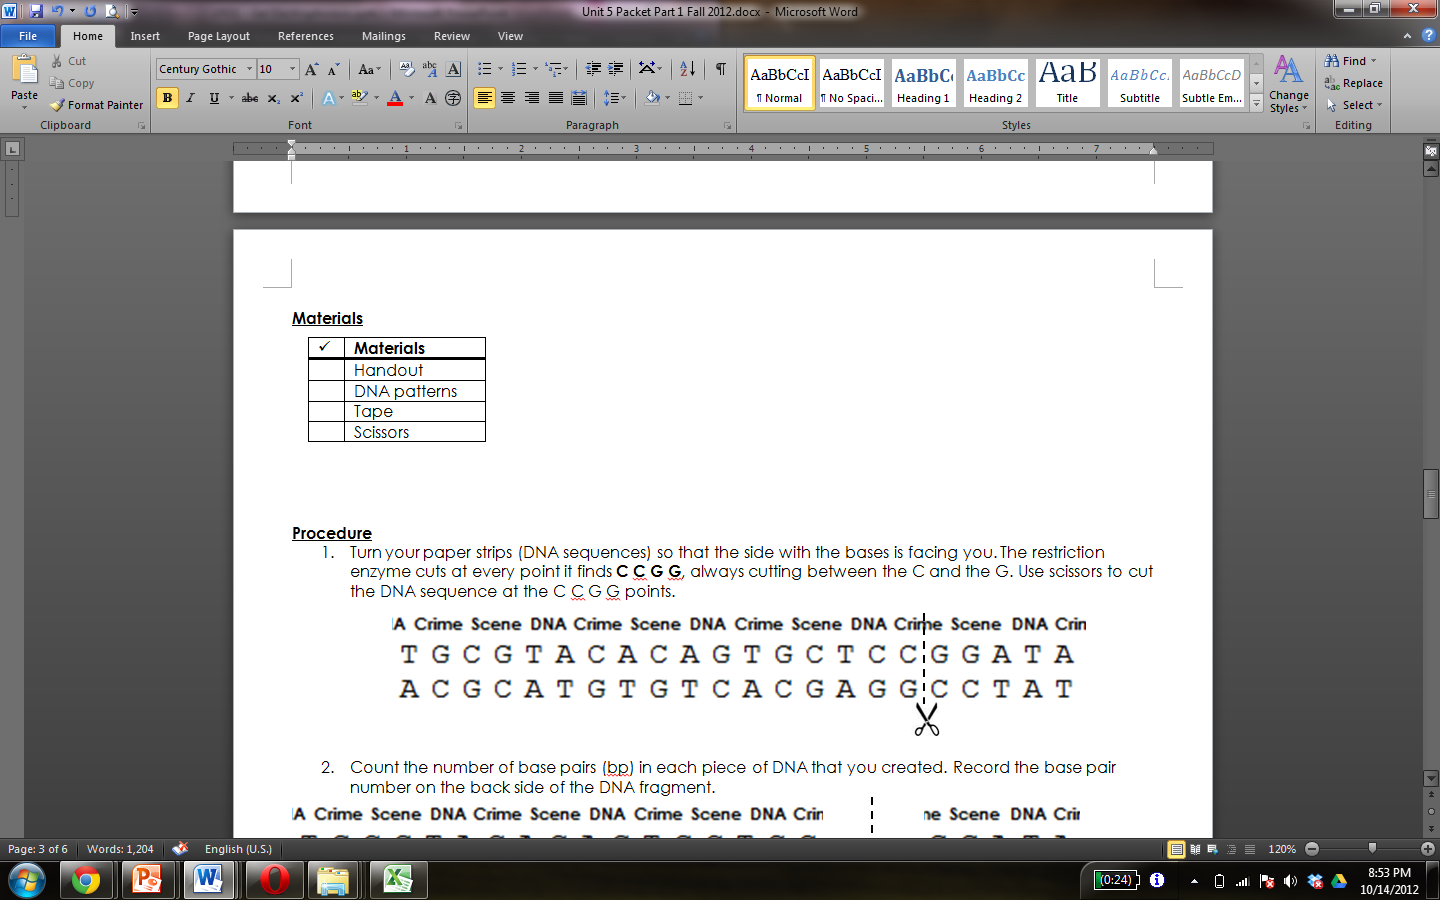 Unit 5 Packet Part 1 Fall 2012.docx - Microsoft Word
File Home Insert Page Layout References Mailings Review View
Paste
Cut
Copy
Format Painter
Clipboard
Century Gothic 10
Font
Paragraph
AaBbCcI AaBbCcI AaBbC AaBbCc AaB AaBbCc. AaBbCcD
¶ Normal ¶ No Spaci... Heading 1 Heading 2 Title Subtitle Subtle Em...
Change Styles
Styles
Find
Replace
Select
Editing
1 2 3 4 5 6 7
Materials
✓ Materials
Handout
DNA patterns
Tape
Scissors
Procedure
1. Turn your paper strips (DNA sequences) so that the side with the bases is facing you. The restriction
enzyme cuts at every point it finds C C G G, always cutting between the C and the G. Use scissors to cut
the DNA sequence at the C C G G points.
A Crime Scene DNA Crime Scene DNA Crime Scene DNA Crime Scene DNA Crin
T G C G T A C A C A G T G C T C C G G A T A
A C G C A T G T G T C A C G A G G C C T A T
2. Count the number of base pairs (bp) in each piece of DNA that you created. Record the base pair
number on the back side of the DNA fragment.
A Crime Scene DNA Crime Scene DNA Crime Scene DNA Crin ne Scene DNA Crin
Page: 3 of 6 Words: 1,204 English (U.S.) 120%
(0:24) 8:53 PM
10/14/2012